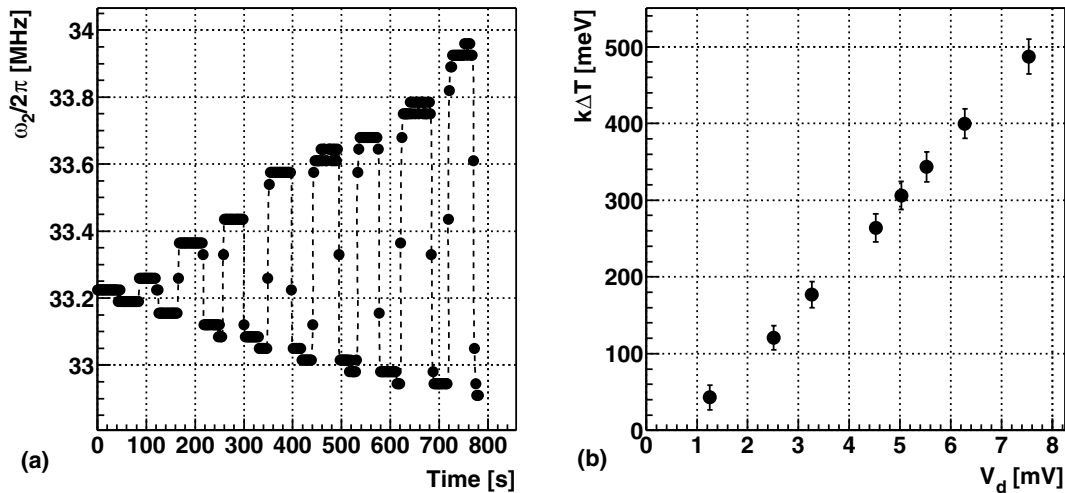 ω₂/2π [MHz]
34
33.8
33.6
33.4
33.2
33
0 100 200 300 400 500 600 700 800
(a)
Time [s]
kΔT [meV]
500
400
300
200
100
0
0 1 2 3 4 5 6 7 8
(b)
V_d [mV]